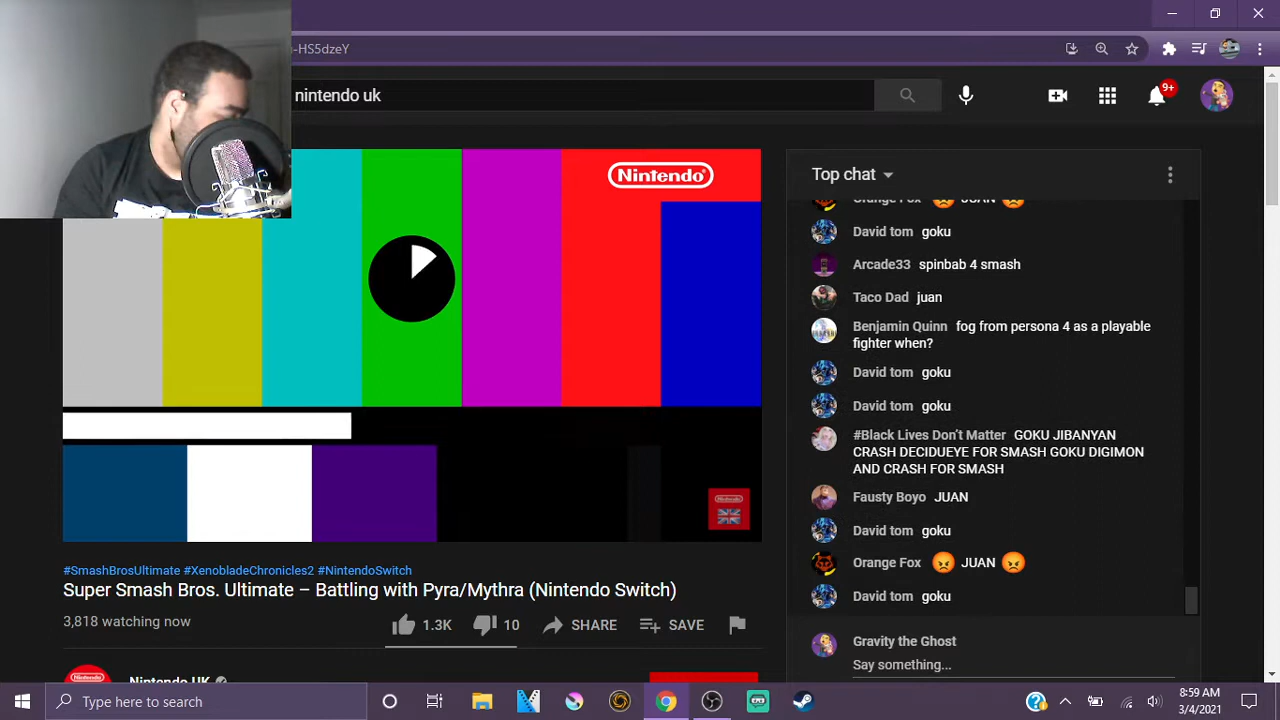 -HS5dzeY
nintendo uk
9+
Nintendo
Top chat
JUAN
David tom goku
Arcade33 spinbab 4 smash
Taco Dad juan
Benjamin Quinn fog from persona 4 as a playable
fighter when?
David tom goku
David tom goku
#Black Lives Don't Matter GOKU JIBANYAN
CRASH DECIDUEYE FOR SMASH GOKU DIGIMON
AND CRASH FOR SMASH
Fausty Boyo JUAN
David tom goku
Orange Fox 😡 JUAN 😡
David tom goku
Gravity the Ghost
Say something...
Nintendo
#SmashBrosUltimate #XenobladeChronicles2 #NintendoSwitch
Super Smash Bros. Ultimate – Battling with Pyra/Mythra (Nintendo Switch)
3,818 watching now
1.3K 10 SHARE SAVE
Nintendo UK
Type here to search
8:59 AM
3/4/2021